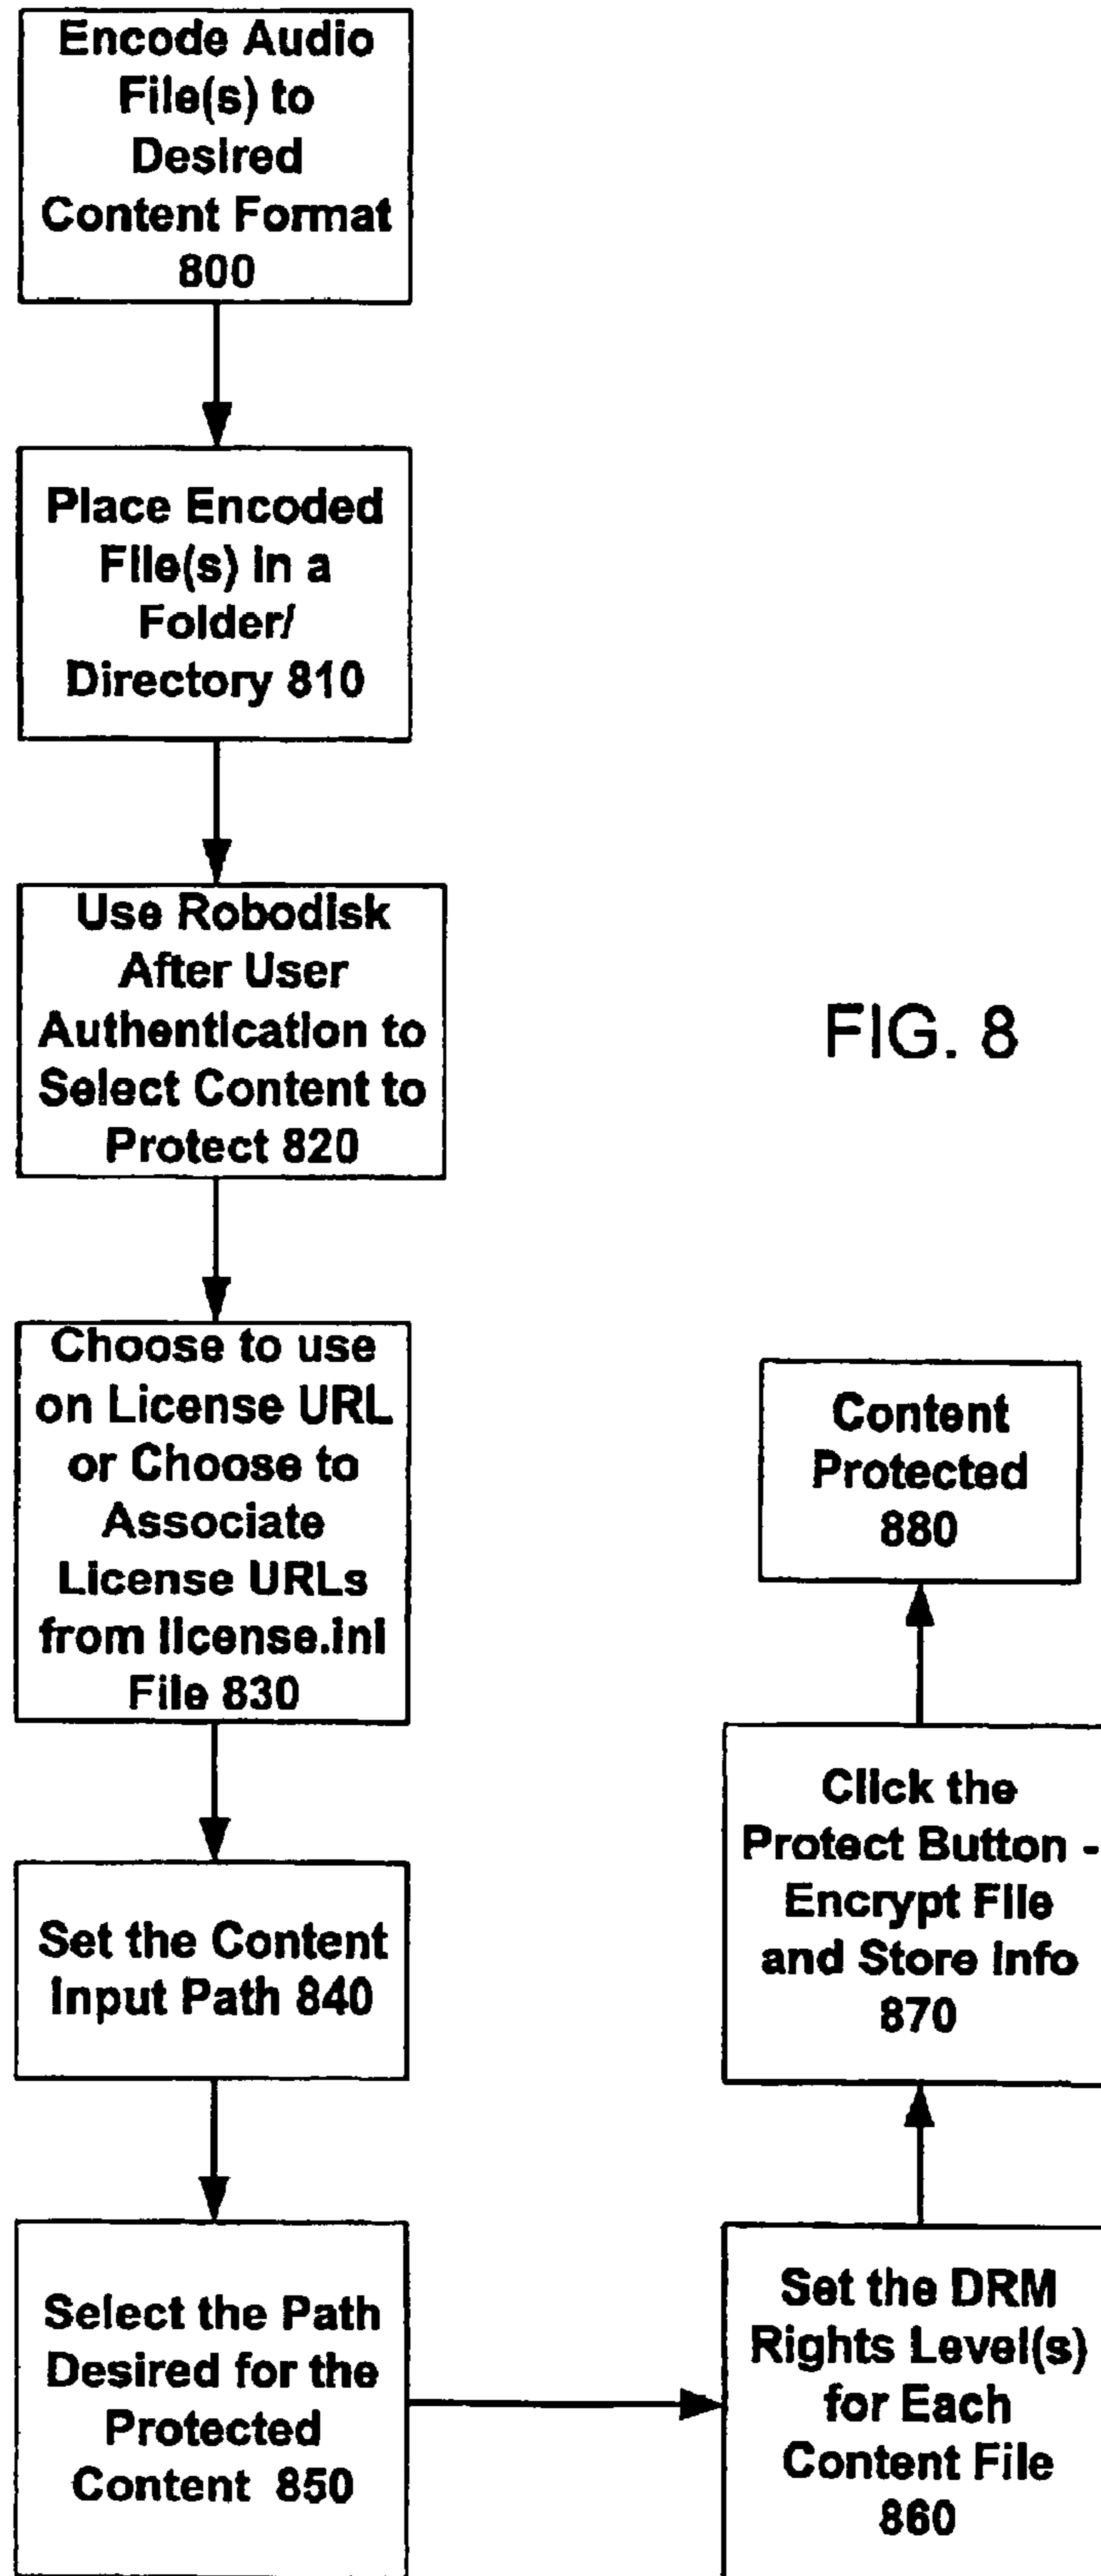 Encode Audio
File(s) to
Desired
Content Format
800
Place Encoded
File(s) in a
Folder/
Directory 810
Use Robodisk
After User
Authentication to
Select Content to
Protect 820
Choose to use
on License URL
or Choose to
Associate
License URLs
from license.ini
File 830
Set the Content
Input Path 840
Select the Path
Desired for the
Protected
Content 850
Set the DRM
Rights Level(s)
for Each
Content File
860
Click the
Protect Button -
Encrypt File
and Store Info
870
Content
Protected
880
FIG. 8